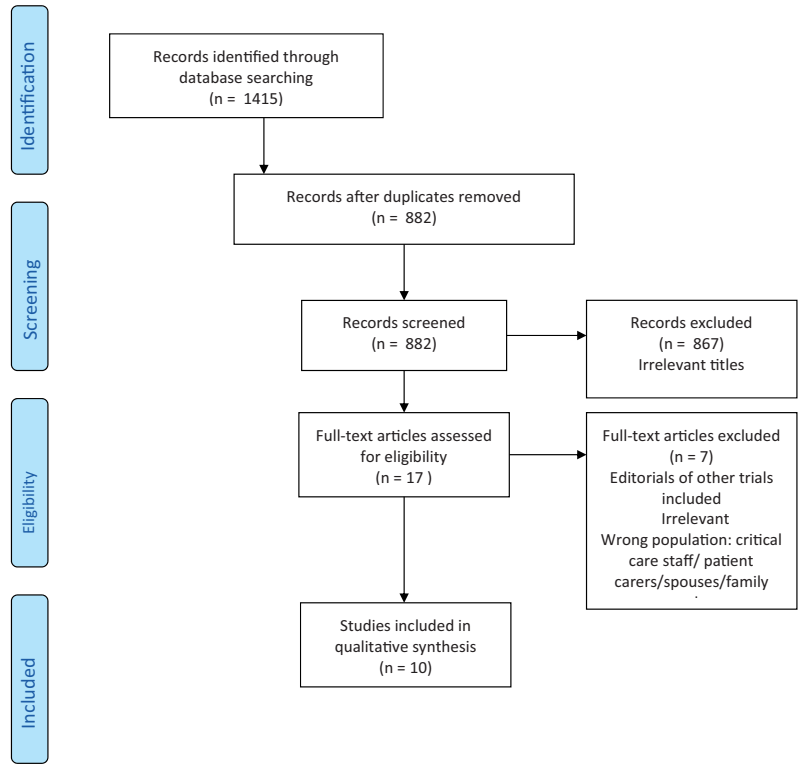 Identification
Records identified through
database searching
(n = 1415)
Records after duplicates removed
(n = 882)
Screening
Records screened
(n = 882)
Records excluded
(n = 867)
Irrelevant titles
Eligibility
Full-text articles assessed
for eligibility
(n = 17 )
Full-text articles excluded
(n = 7)
Editorials of other trials
included
Irrelevant
Wrong population: critical
care staff/ patient
carers/spouses/family
.
Included
Studies included in
qualitative synthesis
(n = 10)